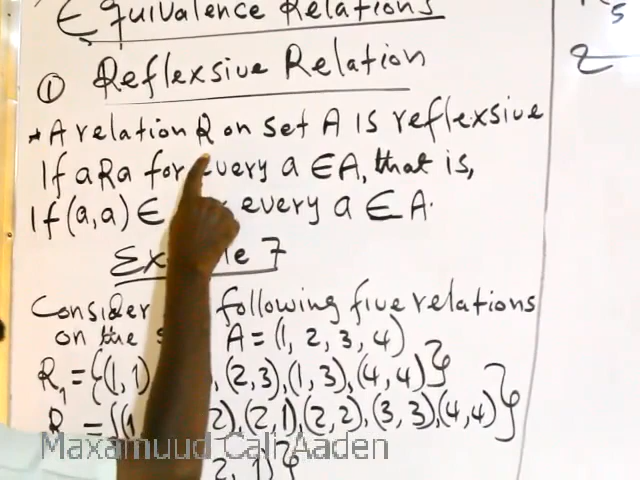 Equivalence Relations
① Reflexsive Relation
* A relation R on set A is reflexsive
If aRa for every a ∈ A, that is,
If (a,a) ∈ every a ∈ A.
Example 7
Consider following five relations
on the A = (1, 2, 3, 4)
R₁ = {(1,1) ,(2,3),(1,3),(4,4)}
R = {(1 2),(2,1),(2,2),(3,3),(4,4)}
Maxamuud Cali Aaden
2, 1)}